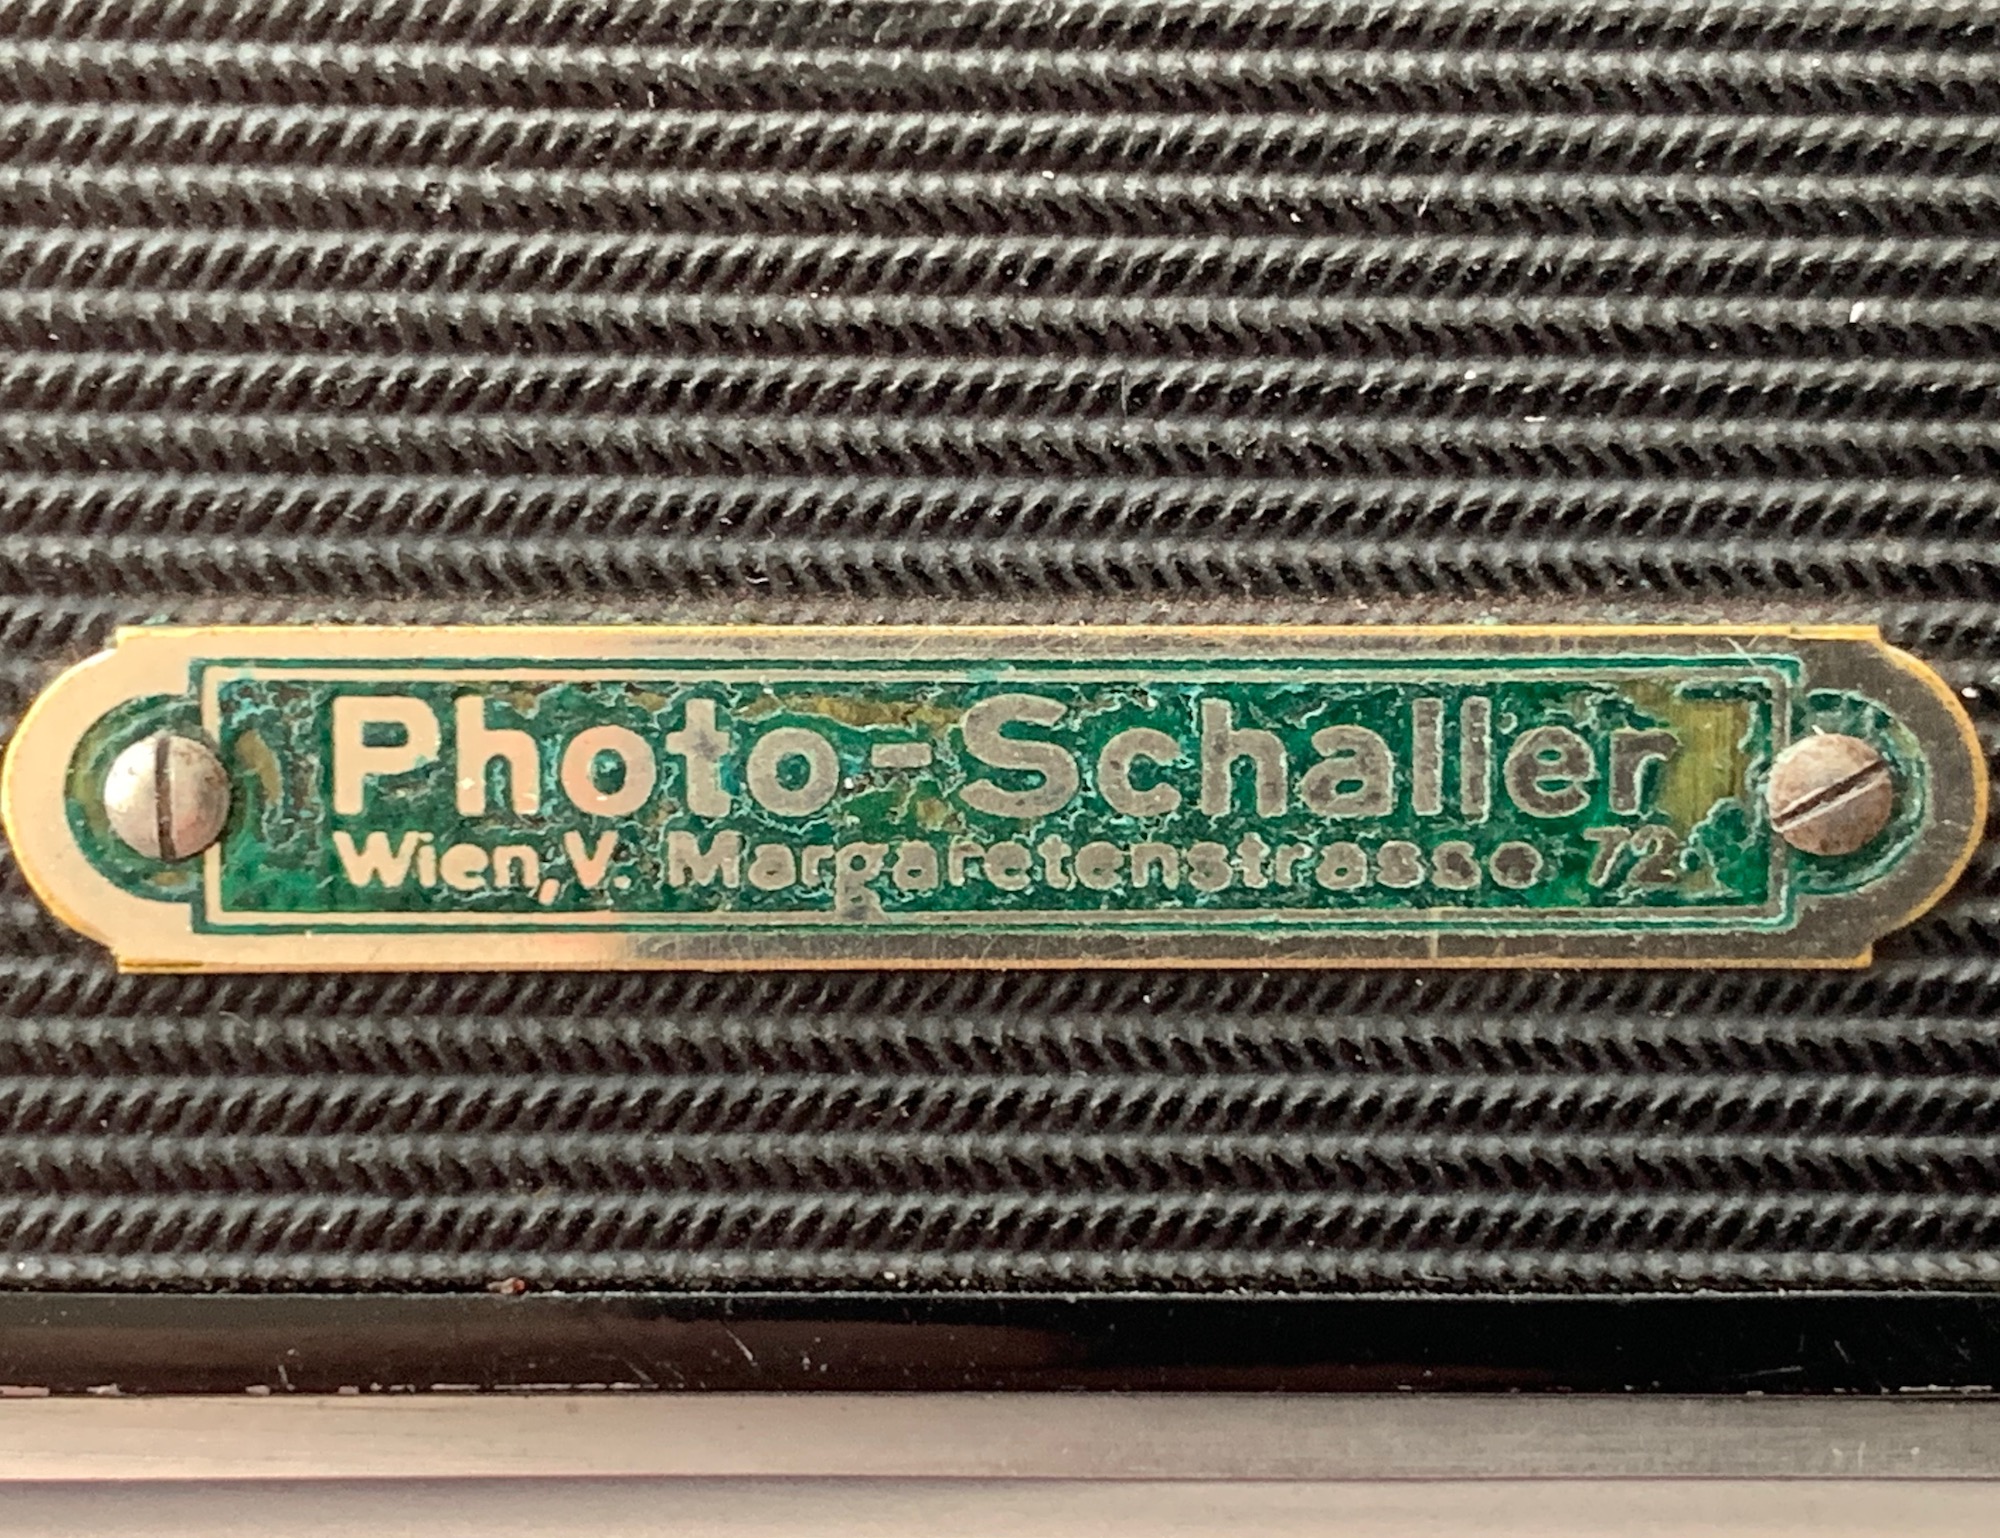 Photo-Schaller
Wien, V. Margaretenstrasse 72